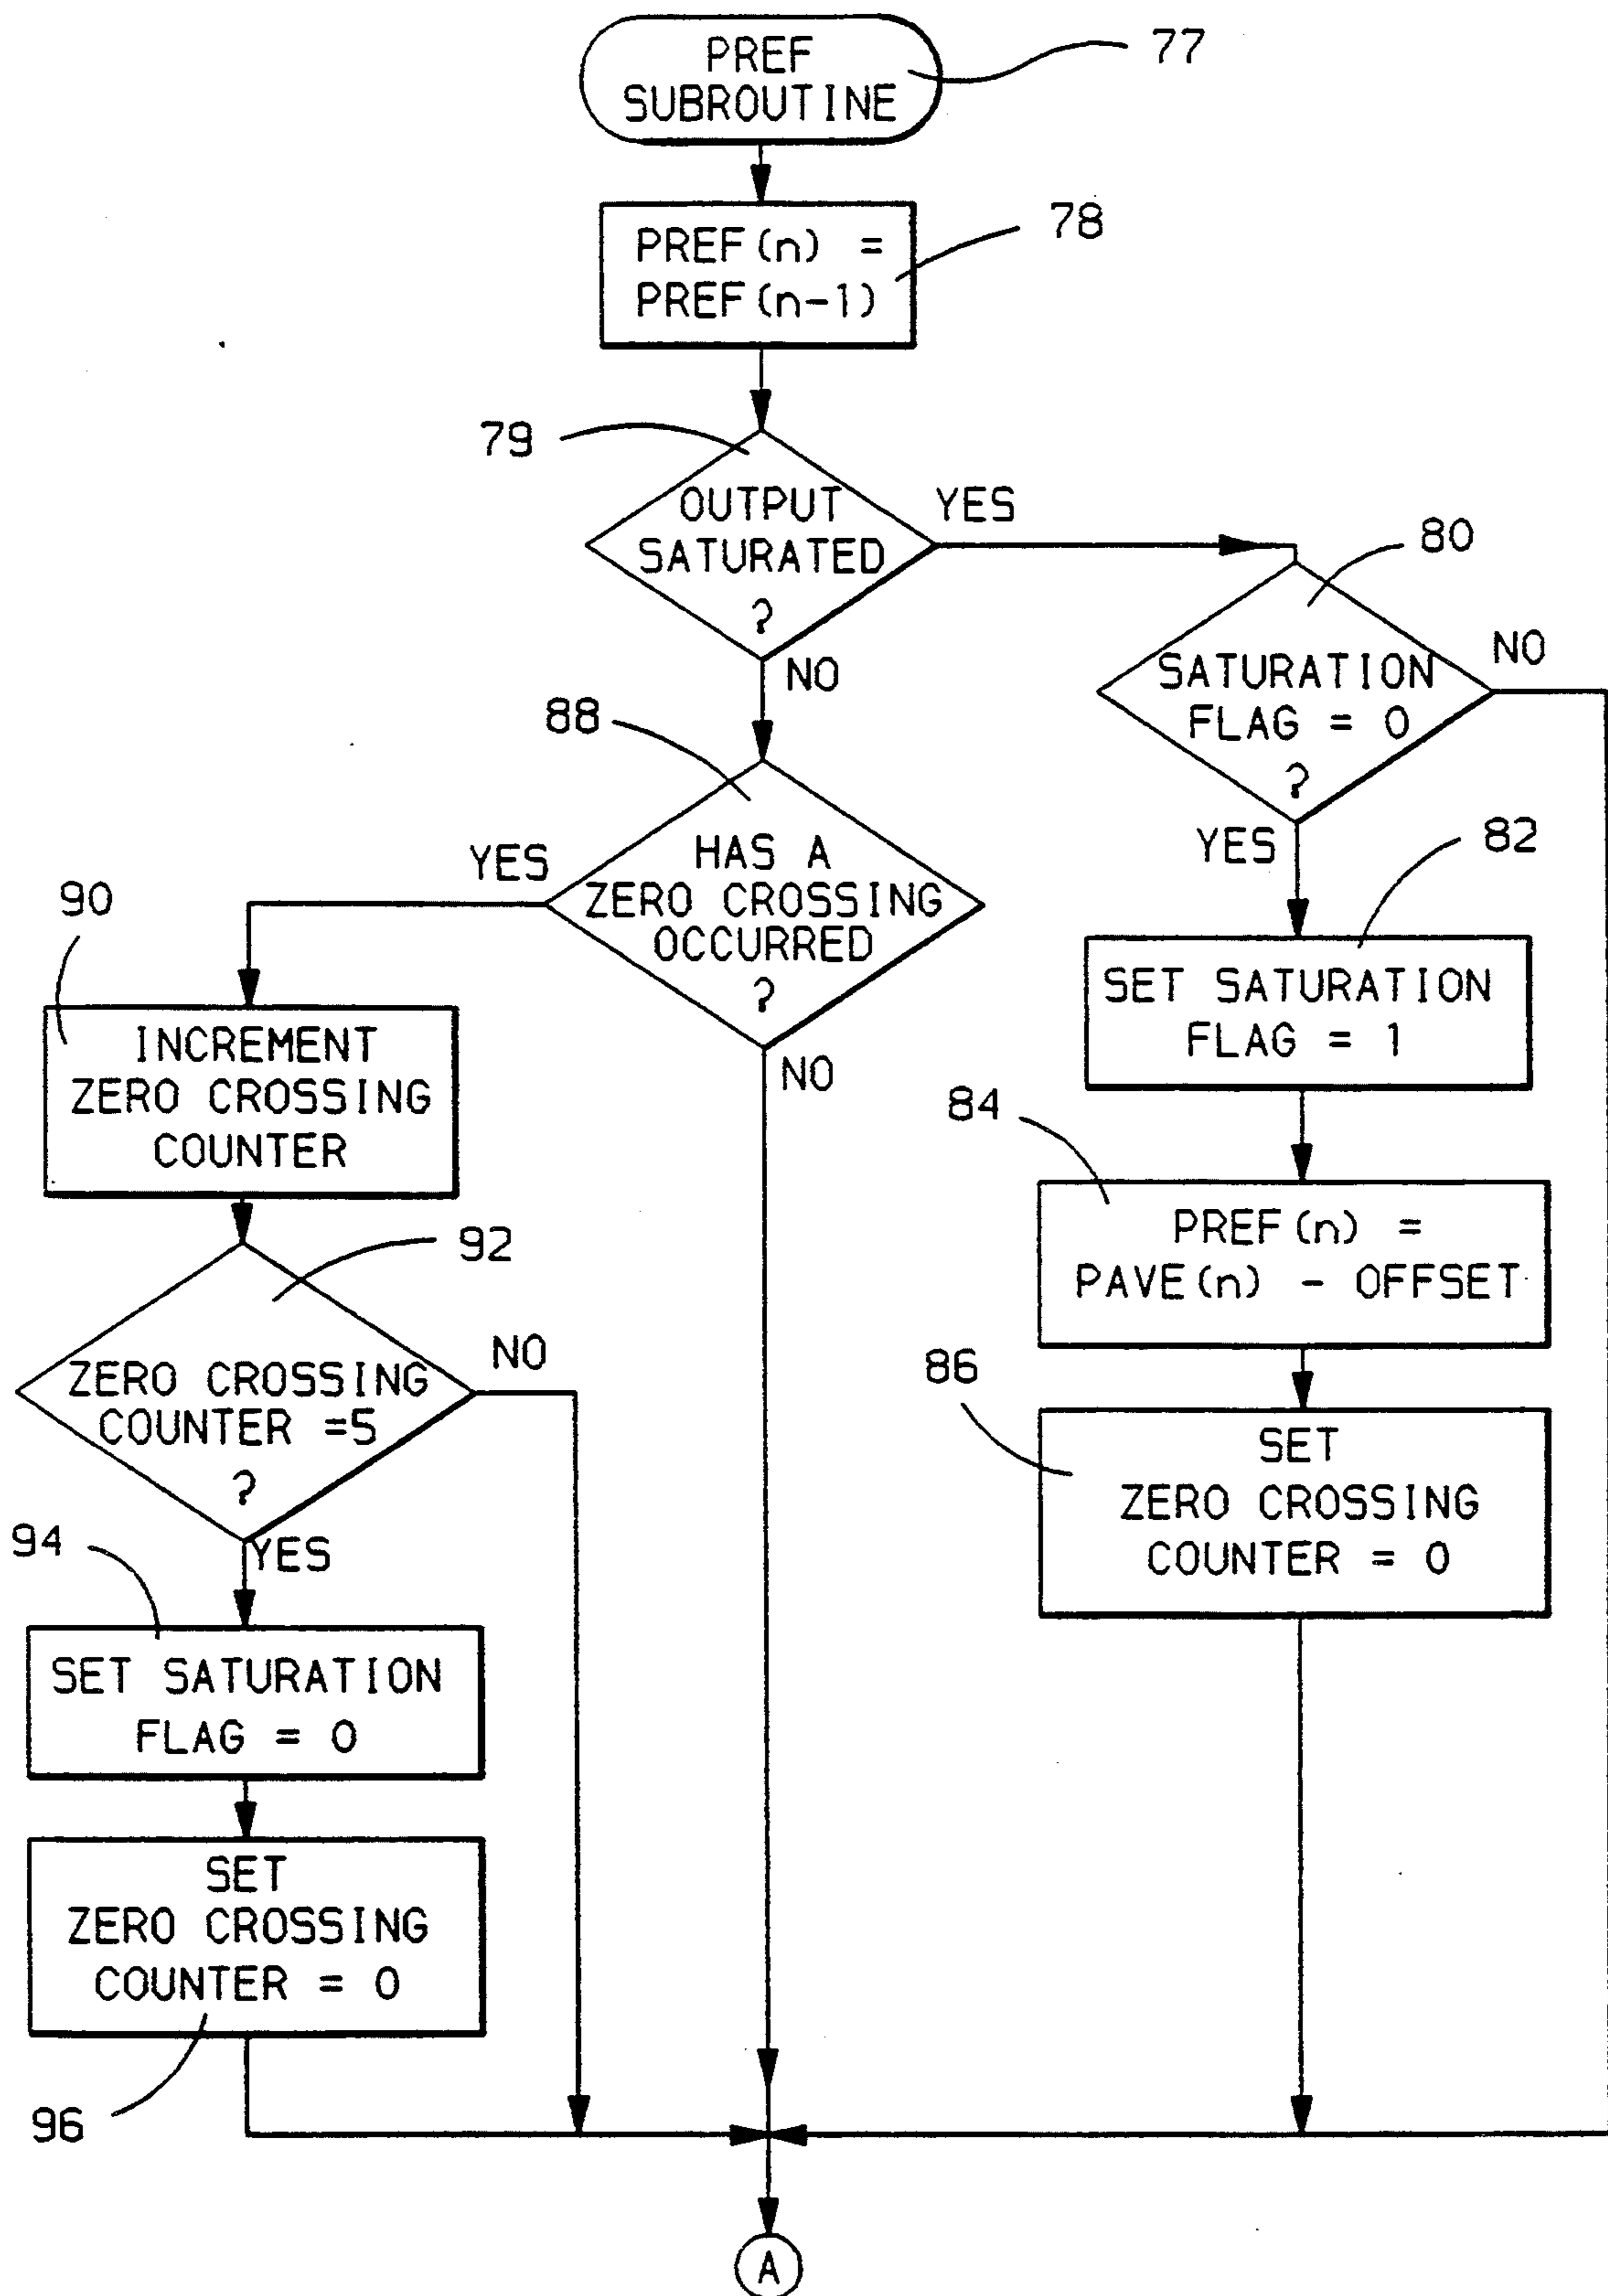 PREF
SUBROUTINE
77
PREF(n) =
PREF(n-1)
78
79
OUTPUT
SATURATED
?
YES
NO
80
SATURATION
FLAG = 0
?
NO
YES
88
HAS A
ZERO CROSSING
OCCURRED
?
YES
NO
82
SET SATURATION
FLAG = 1
90
INCREMENT
ZERO CROSSING
COUNTER
84
PREF(n) =
PAVE(n) - OFFSET
92
ZERO CROSSING
COUNTER =5
?
NO
YES
86
SET
ZERO CROSSING
COUNTER = 0
94
SET SATURATION
FLAG = 0
SET
ZERO CROSSING
COUNTER = 0
96
A